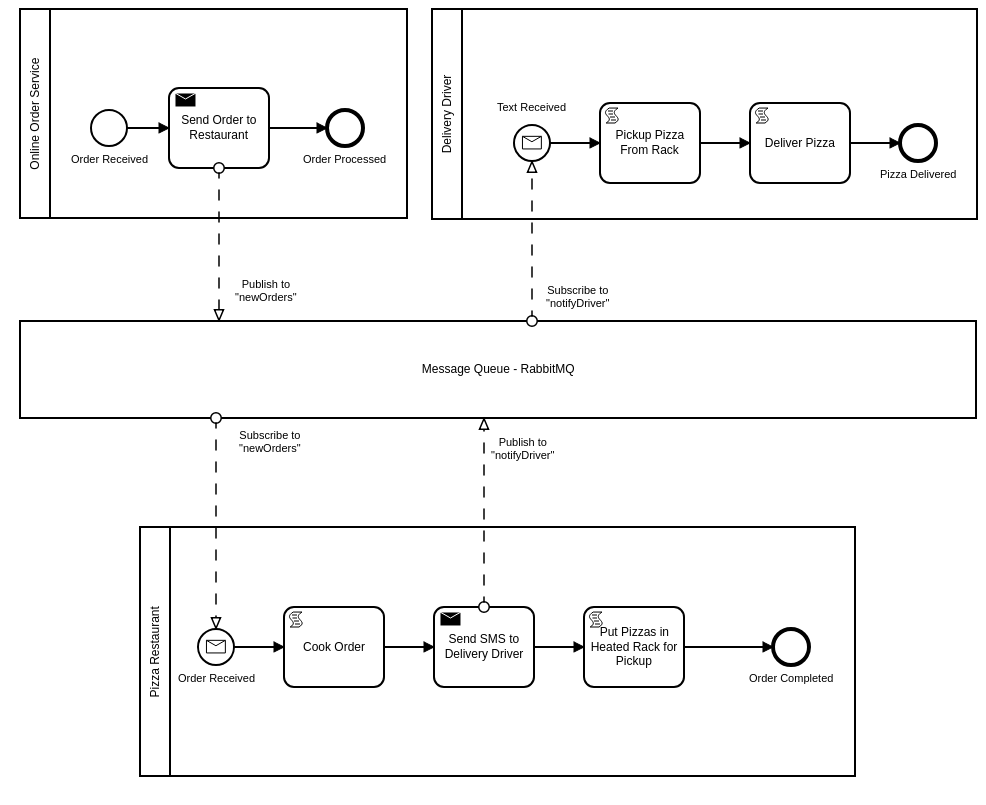 Online Order Service
Order Received
Send Order to
Restaurant
Order Processed
Delivery Driver
Text Received
Pickup Pizza
From Rack
Deliver Pizza
Pizza Delivered
Publish to
"newOrders"
Subscribe to
"notifyDriver"
Message Queue - RabbitMQ
Subscribe to
"newOrders"
Publish to
"notifyDriver"
Pizza Restaurant
Order Received
Cook Order
Send SMS to
Delivery Driver
Put Pizzas in
Heated Rack for
Pickup
Order Completed